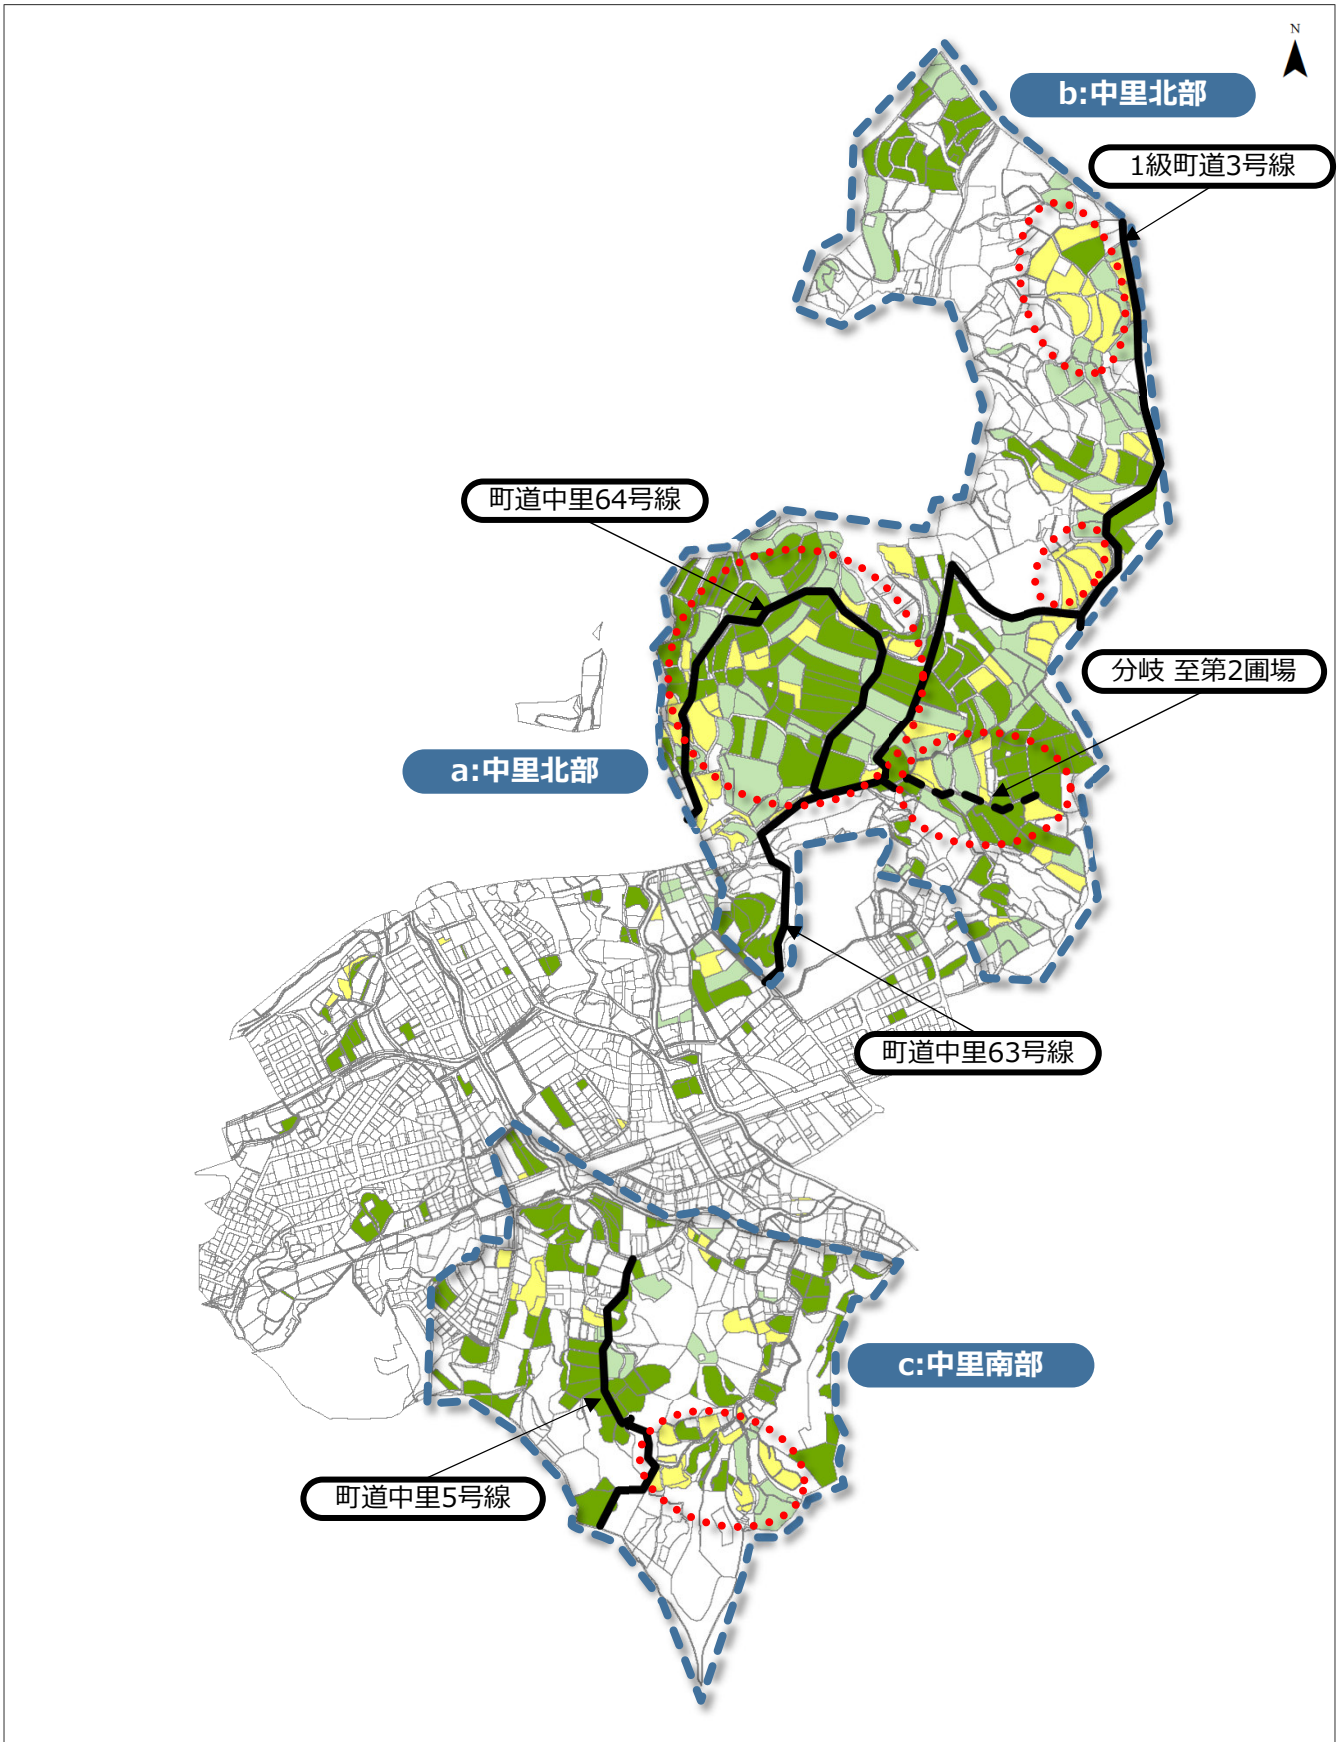 N
b:中里北部
1級町道3号線
町道中里64号線
分岐 至第2圃場
a:中里北部
町道中里63号線
c:中里南部
町道中里5号線